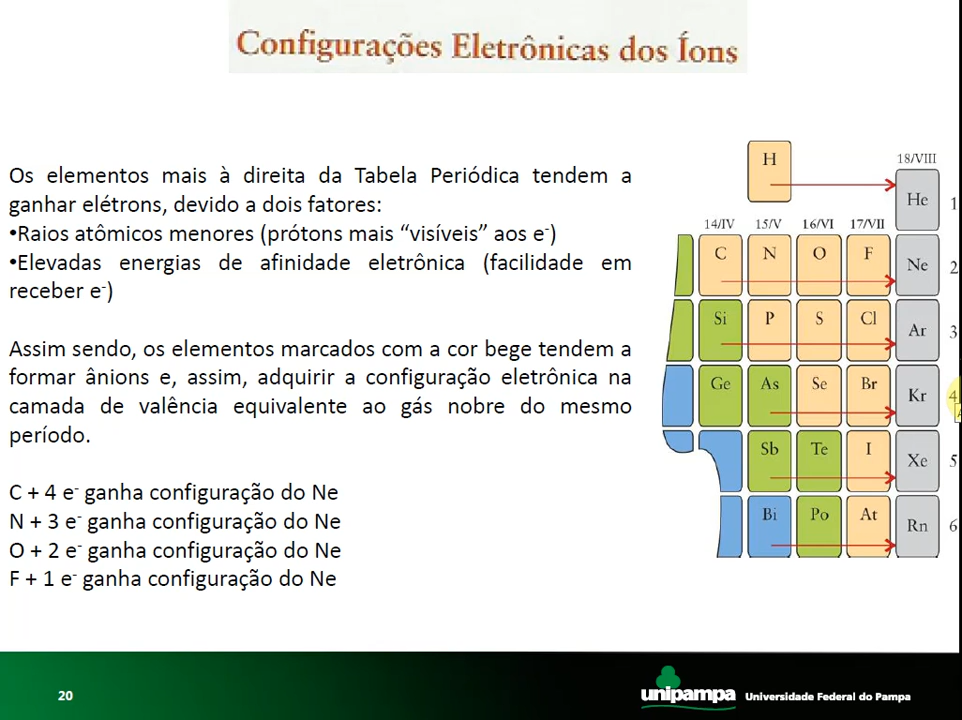 Configurações Eletrônicas dos Íons
Os elementos mais à direita da Tabela Periódica tendem a
ganhar elétrons, devido a dois fatores:
•Raios atômicos menores (prótons mais “visíveis” aos e-)
•Elevadas energias de afinidade eletrônica (facilidade em
receber e-)
Assim sendo, os elementos marcados com a cor bege tendem a
formar ânions e, assim, adquirir a configuração eletrônica na
camada de valência equivalente ao gás nobre do mesmo
período.
C + 4 e- ganha configuração do Ne
N + 3 e- ganha configuração do Ne
O + 2 e- ganha configuração do Ne
F + 1 e- ganha configuração do Ne
H 18/VIII
He 1
14/IV 15/V 16/VI 17/VII
C N O F Ne 2
Si P S Cl Ar 3
Ge As Se Br Kr 4
Sb Te I Xe 5
Bi Po At Rn 6
20
unipampa Universidade Federal do Pampa